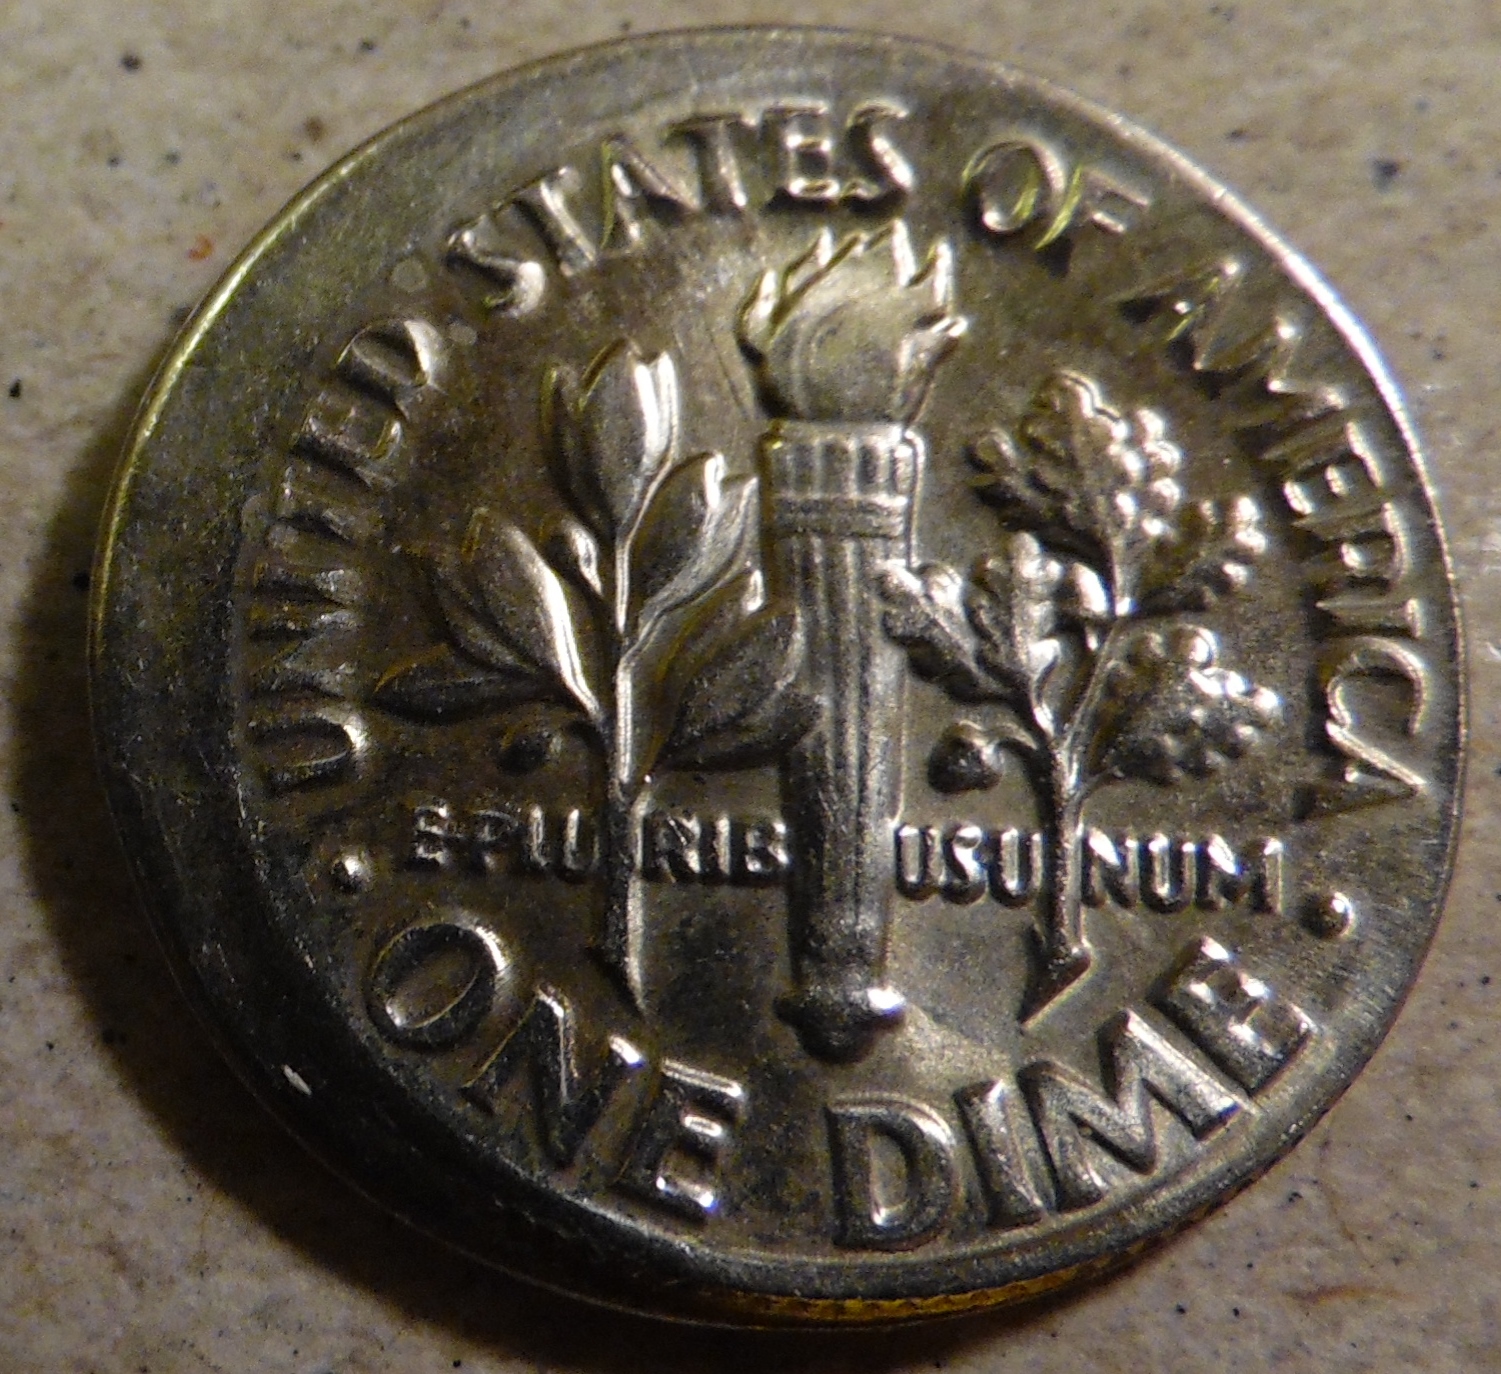 UNITED STATES OF AMERICA
E PLURIBUS UNUM
· ONE DIME ·